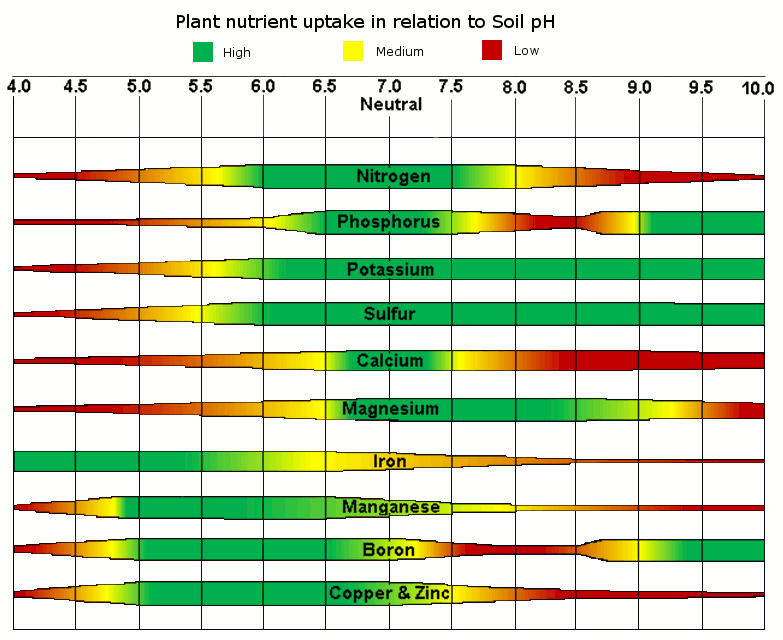 Plant nutrient uptake in relation to Soil pH
High Medium Low
4.0 4.5 5.0 5.5 6.0 6.5 7.0 7.5 8.0 8.5 9.0 9.5 10.0
Neutral
Nitrogen
Phosphorus
Potassium
Sulfur
Calcium
Magnesium
Iron
Manganese
Boron
Copper & Zinc